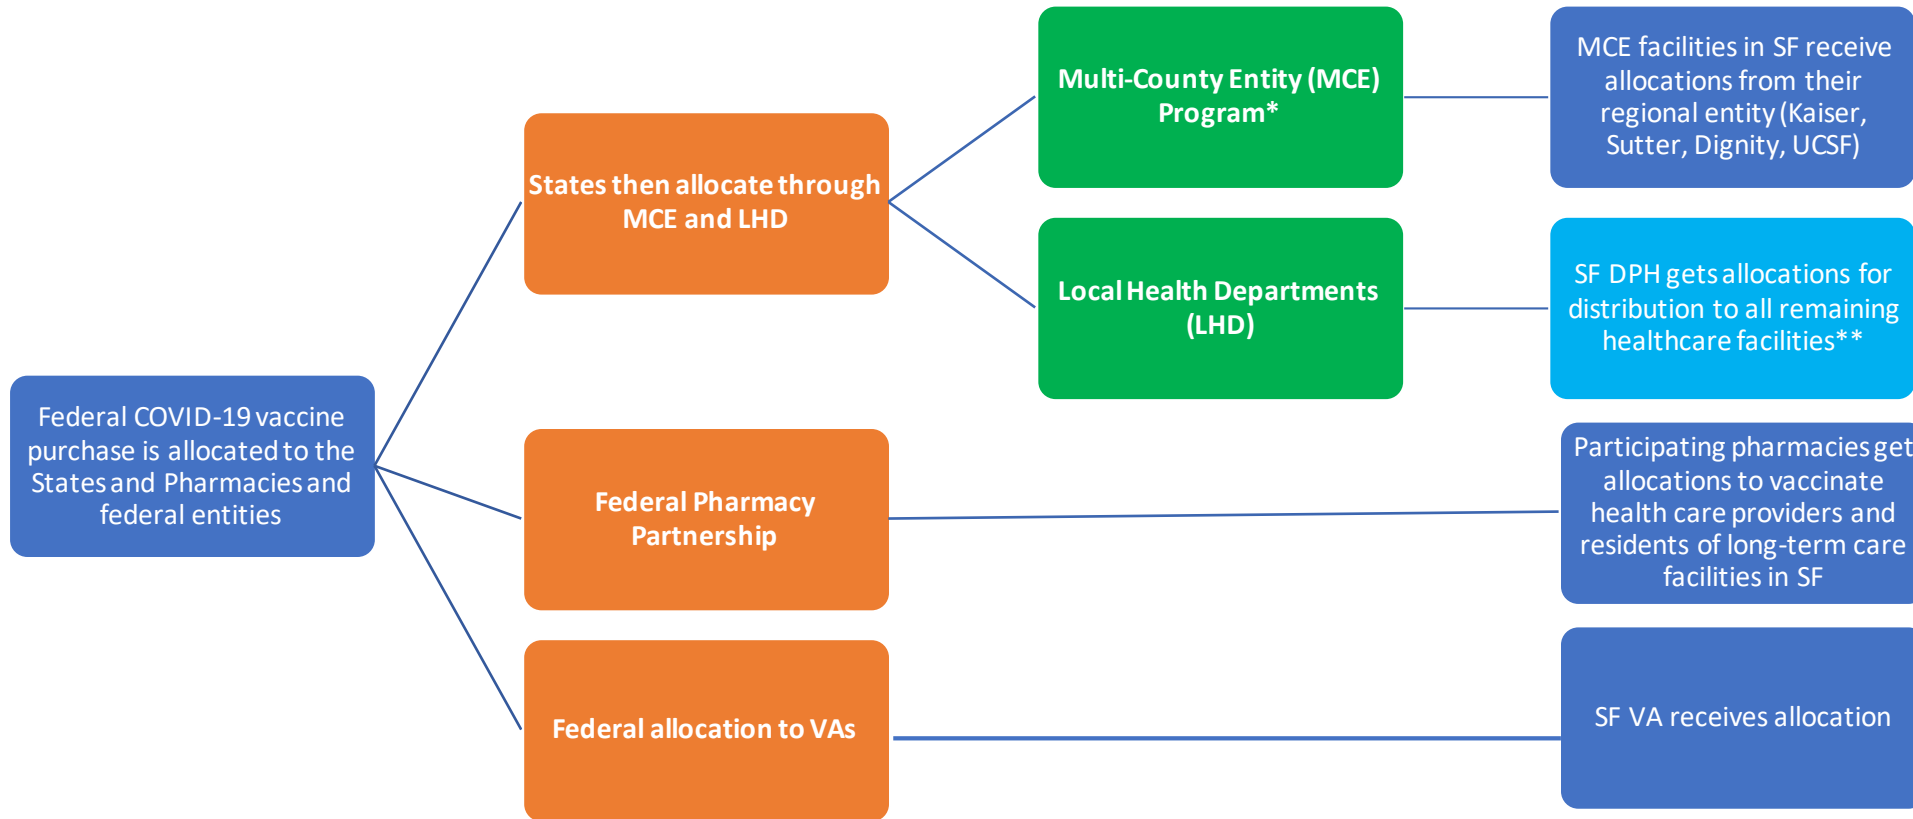 Federal COVID-19 vaccine
purchase is allocated to the
States and Pharmacies and
federal entities
States then allocate through
MCE and LHD
Multi-County Entity (MCE)
Program*
MCE facilities in SF receive
allocations from their
regional entity (Kaiser,
Sutter, Dignity, UCSF)
Local Health Departments
(LHD)
SF DPH gets allocations for
distribution to all remaining
healthcare facilities**
Federal Pharmacy
Partnership
Participating pharmacies get
allocations to vaccinate
health care providers and
residents of long-term care
facilities in SF
Federal allocation to VAs
SF VA receives allocation